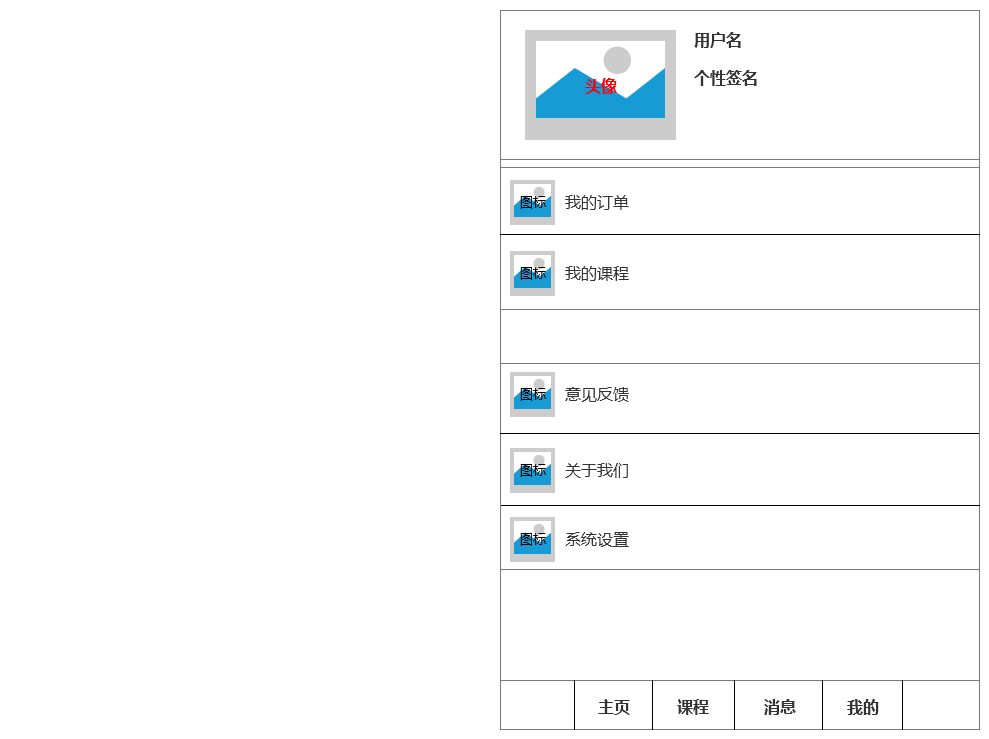 用户名
头像
个性签名
图标 我的订单
图标 我的课程
图标 意见反馈
图标 关于我们
图标 系统设置
主页 课程 消息 我的